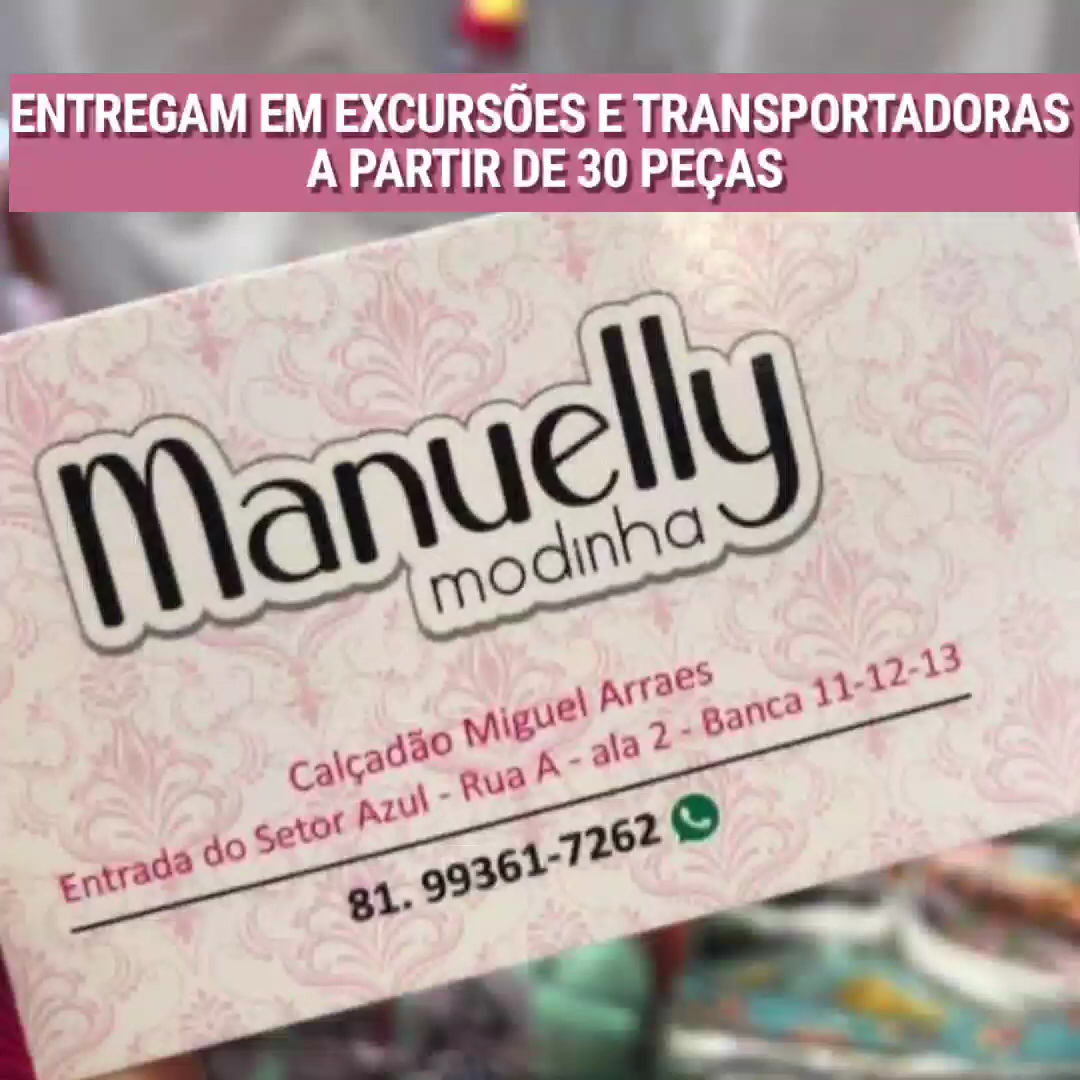 ENTREGAM EM EXCURSÕES E TRANSPORTADORAS
A PARTIR DE 30 PEÇAS
Manuelly
modinha
Calçadão Miguel Arraes
Entrada do Setor Azul - Rua A - ala 2 - Banca 11-12-13
81. 99361-7262